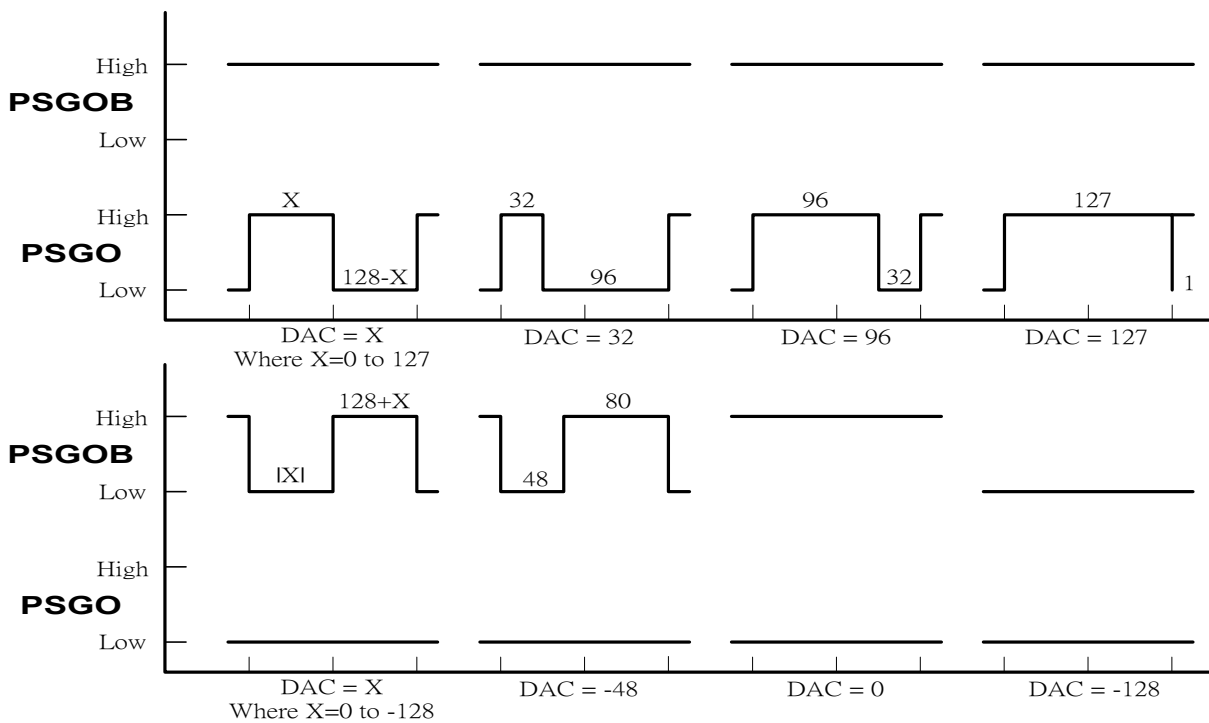 High
PSGOB
Low
High
X
32
96
127
PSGO
128-X
96
32
1
Low
DAC = X
Where X=0 to 127
DAC = 32
DAC = 96
DAC = 127
High
128+X
80
PSGOB
|X|
48
Low
High
PSGO
Low
DAC = X
Where X=0 to -128
DAC = -48
DAC = 0
DAC = -128